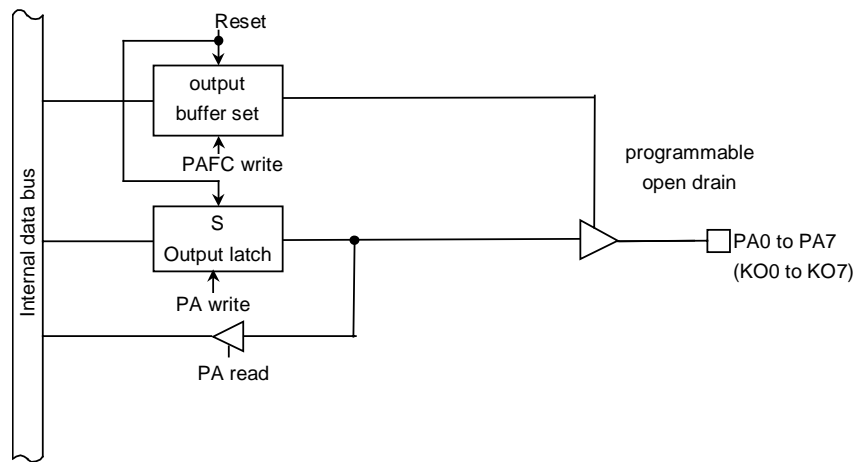 Reset
output
buffer set
PAFC write
programmable
open drain
Internal data bus
S
Output latch
PA0 to PA7
(KO0 to KO7)
PA write
PA read